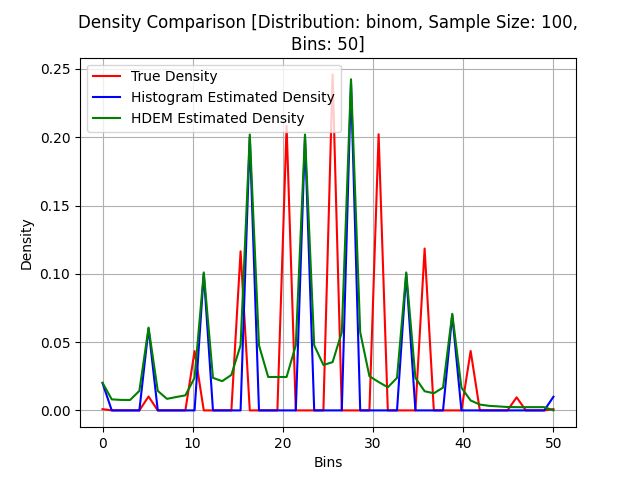 Density Comparison [Distribution: binom, Sample Size: 100,
Bins: 50]
True Density
Histogram Estimated Density
HDEM Estimated Density
Density
0.25
0.20
0.15
0.10
0.05
0.00
0 10 20 30 40 50
Bins